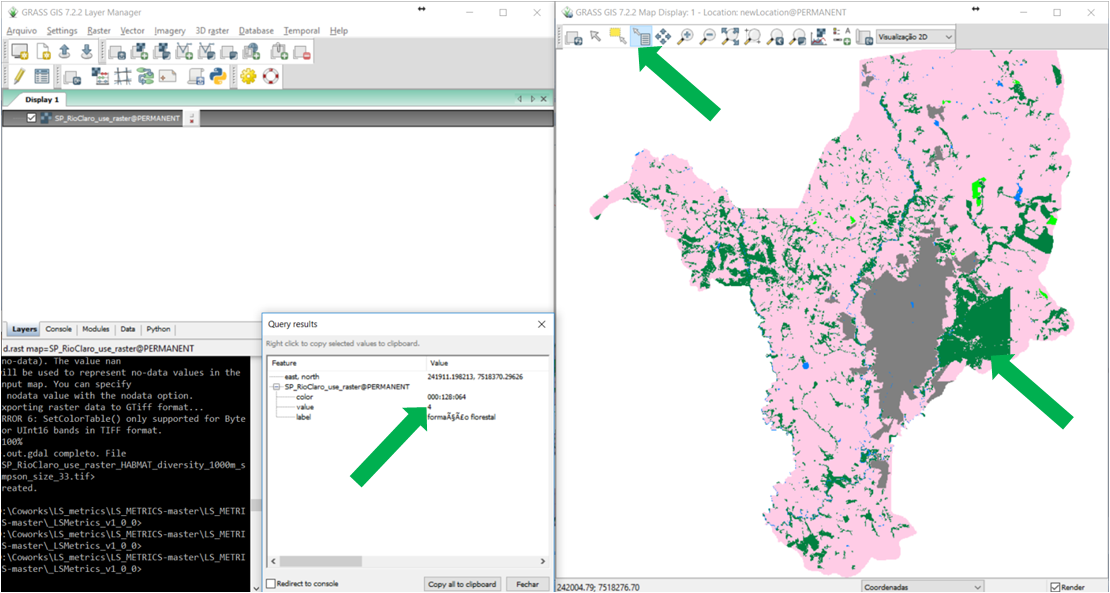 GRASS GIS 7.2.2 Layer Manager
Arquivo Settings Raster Vector Imagery 3D raster Database Temporal Help
Display 1
SP_RioClaro_use_raster@PERMANENT
Layers Console Modules Data Python
d.rast map=SP_RioClaro_use_raster@PERMANENT
no-data). The value nan
ill be used to represent no-data values in the
nput map. You can specify
nodata value with the nodata option.
xporting raster data to GTiff format...
RROR 6: SetColorTable() only supported for Byte
or UInt16 bands in TIFF format.
100%
.out.gdal completo. File
SP_RioClaro_use_raster_HABMAT_diversity_1000m_s
mpson_size_33.tif>
reated.
:\Coworks\LS_metrics\LS_METRICS-master\LS_METRI
S-master\_LSMetrics_v1_0_0>
:\Coworks\LS_metrics\LS_METRICS-master\LS_METRI
S-master\_LSMetrics_v1_0_0>
:\Coworks\LS_metrics\LS_METRICS-master\LS_METRI
S-master\_LSMetrics_v1_0_0>
Query results
Right click to copy selected values to clipboard.
Feature Value
east, north 241911.198213, 7518370.29626
SP_RioClaro_use_raster@PERMANENT
color 000:128:064
value 4
label formaÃ§Ã£o florestal
Redirect to console Copy all to clipboard Fechar
GRASS GIS 7.2.2 Map Display: 1 - Location: newLocation@PERMANENT
Visualização 2D
242004.79; 7518276.70 Coordenadas Render